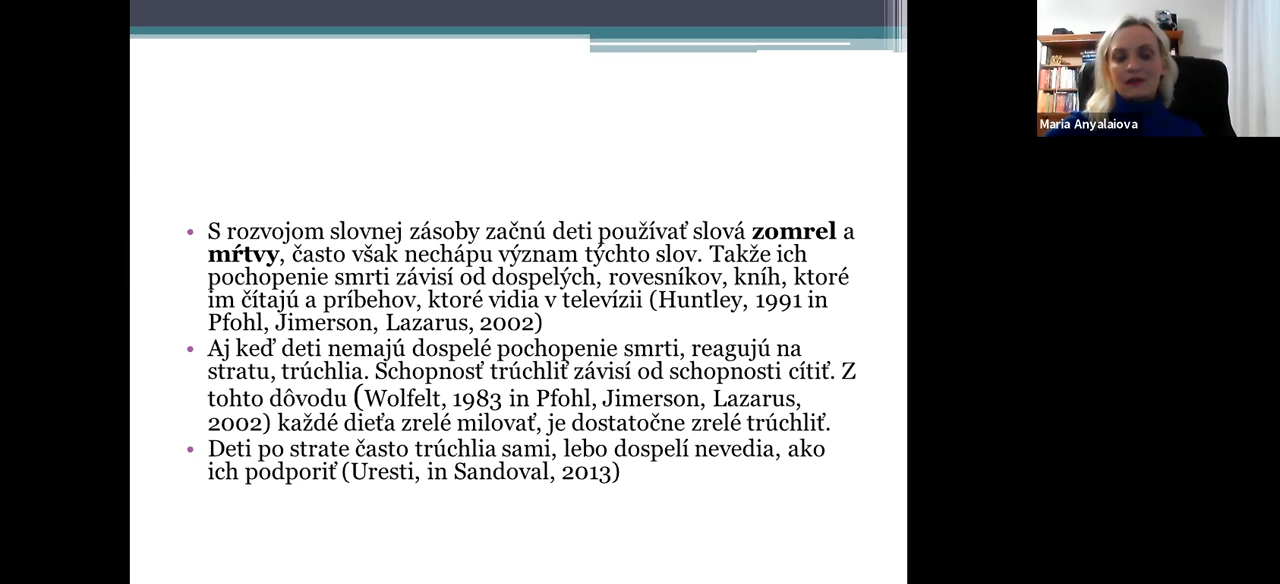 • S rozvojom slovnej zásoby začnú deti používať slová zomrel a
mŕtvy, často však nechápu význam týchto slov. Takže ich
pochopenie smrti závisí od dospelých, rovesníkov, kníh, ktoré
im čítajú a príbehov, ktoré vidia v televízii (Huntley, 1991 in
Pfohl, Jimerson, Lazarus, 2002)
• Aj keď deti nemajú dospelé pochopenie smrti, reagujú na
stratu, trúchlia. Schopnosť trúchliť závisí od schopnosti cítiť. Z
tohto dôvodu (Wolfelt, 1983 in Pfohl, Jimerson, Lazarus,
2002) každé dieťa zrelé milovať, je dostatočne zrelé trúchliť.
• Deti po strate často trúchlia sami, lebo dospelí nevedia, ako
ich podporiť (Uresti, in Sandoval, 2013)
Maria Anyalaiova